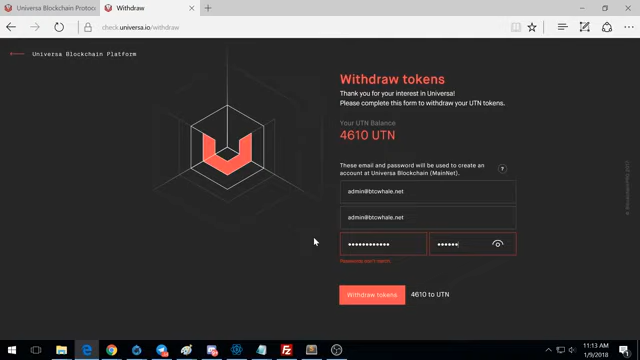 Universa Blockchain Protoco
Withdraw
check.universa.io/withdraw
Universa Blockchain Platform
Withdraw tokens
Thank you for your interest in Universa!
Please complete this form to withdraw your UTN tokens.
Your UTN Balance
4610 UTN
These email and password will be used to create an
account at Universa Blockchain (MainNet).
?
admin@btcwhale.net
admin@btcwhale.net
Passwords don't match
Withdraw tokens
4610 to UTN
11:13 AM
1/9/2018